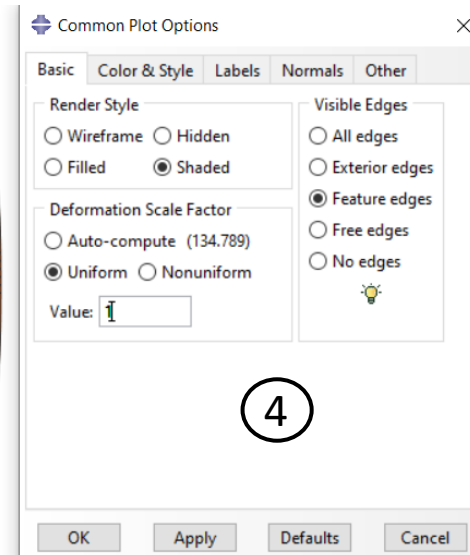 Common Plot Options
Basic Color & Style Labels Normals Other
Render Style
Wireframe Hidden
Filled Shaded
Deformation Scale Factor
Auto-compute (134.789)
Uniform Nonuniform
Value: 1
Visible Edges
All edges
Exterior edges
Feature edges
Free edges
No edges
4
OK Apply Defaults Cancel